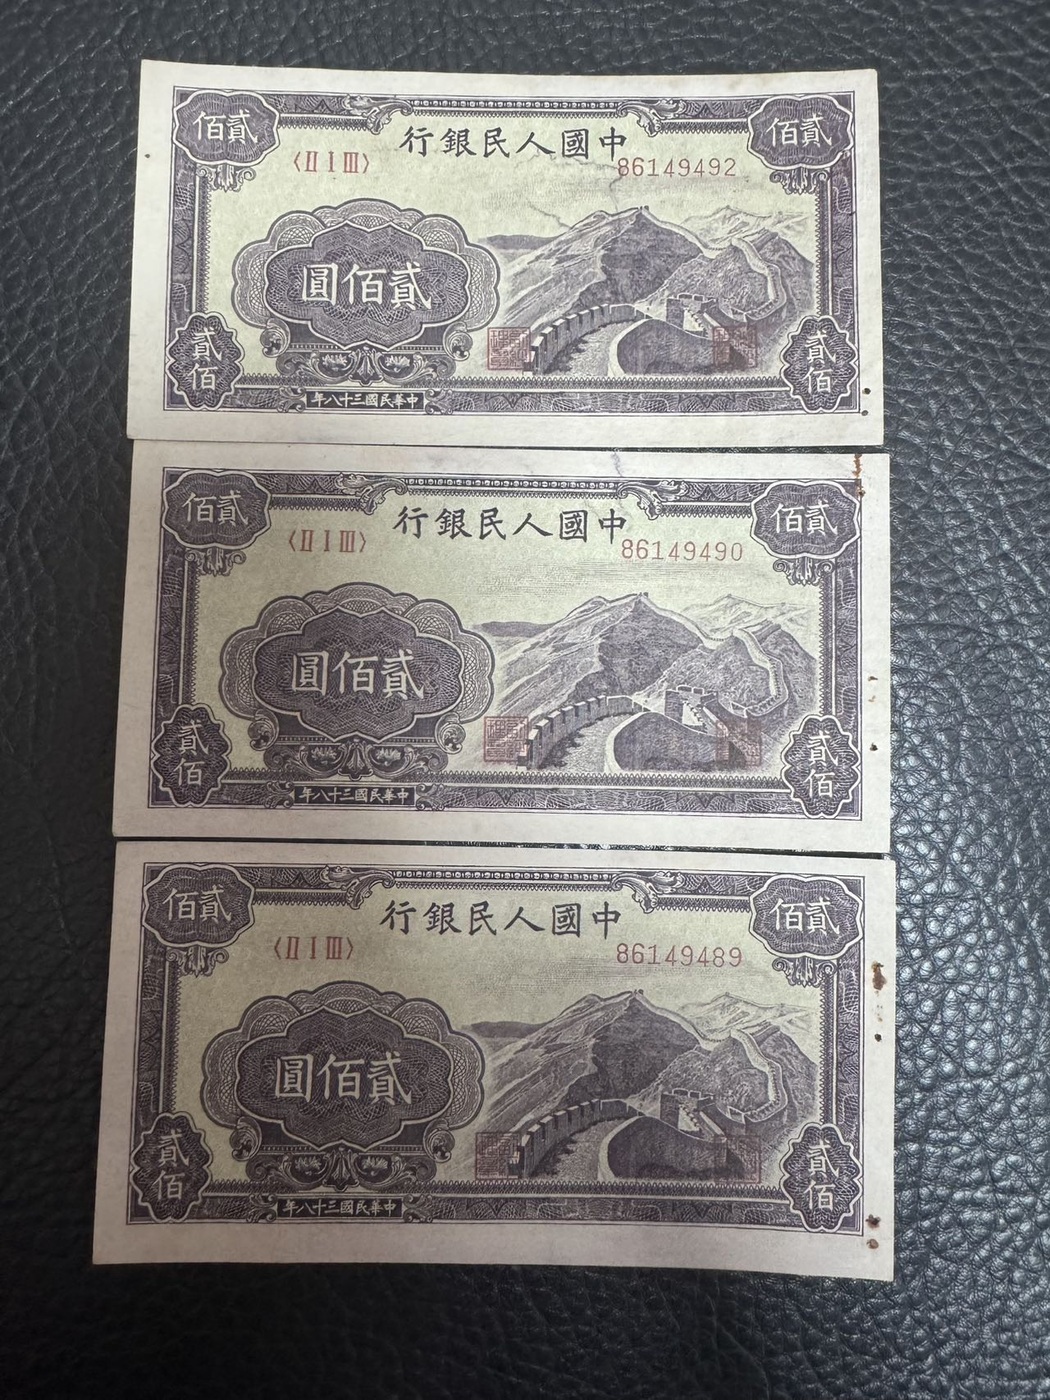 佰貳
行銀民人國中
佰貳
〈II I III〉
86149492
圓佰貳
貳佰
貳佰
年八十三國民華中
佰貳
行銀民人國中
佰貳
〈II I III〉
86149490
圓佰貳
貳佰
貳佰
年八十三國民華中
佰貳
行銀民人國中
佰貳
〈II I III〉
86149489
圓佰貳
貳佰
貳佰
年八十三國民華中